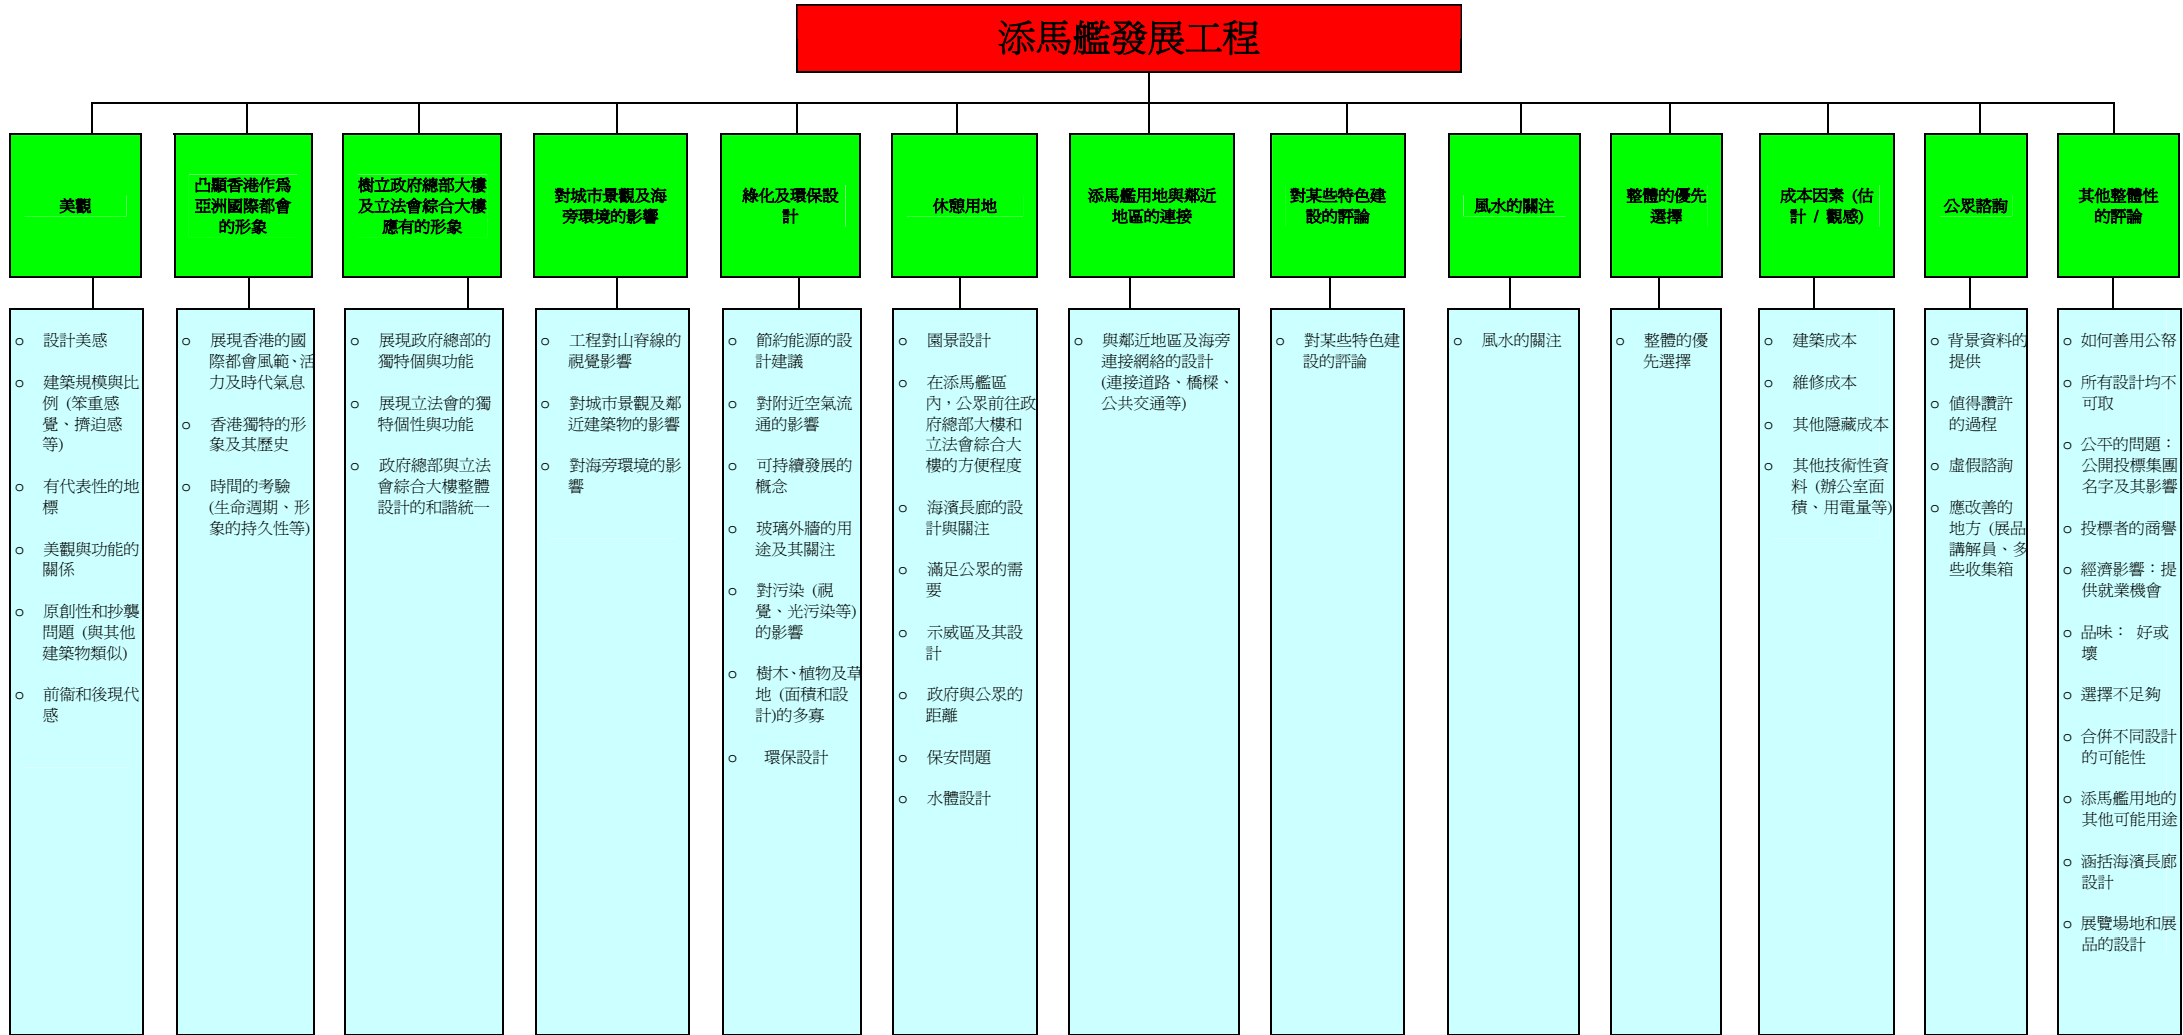 添馬艦發展工程
美觀
凸顯香港作為
亞洲國際都會
的形象
樹立政府總部大樓
及立法會綜合大樓
應有的形象
對城市景觀及海
旁環境的影響
綠化及環保設
計
休憩用地
添馬艦用地與鄰近
地區的連接
對某些特色建
設的評論
風水的關注
整體的優先
選擇
成本因素 (估
計 / 觀感)
公眾諮詢
其他整體性
的評論
o 設計美感
o 建築規模與比
例 (笨重感
覺、擠迫感
等)
o 有代表性的地
標
o 美觀與功能的
關係
o 原創性和抄襲
問題 (與其他
建築物類似)
o 前衞和後現代
感
o 展現香港的國
際都會風範、活
力及時代氣息
o 香港獨特的形
象及其歷史
o 時間的考驗
(生命週期、形
象的持久性等)
o 展現政府總部的
獨特個與功能
o 展現立法會的獨
特個性與功能
o 政府總部與立法
會綜合大樓整體
設計的和諧統一
o 工程對山脊線的
視覺影響
o 對城市景觀及鄰
近建築物的影響
o 對海旁環境的影
響
o 節約能源的設
計建議
o 對附近空氣流
通的影響
o 可持續發展的
概念
o 玻璃外牆的用
途及其關注
o 對污染 (視
覺、光污染等)
的影響
o 樹木、植物及草
地 (面積和設
計)的多寡
o 環保設計
o 園景設計
o 在添馬艦區
內，公眾前往政
府總部大樓和
立法會綜合大
樓的方便程度
o 海濱長廊的設
計與關注
o 滿足公眾的需
要
o 示威區及其設
計
o 政府與公眾的
距離
o 保安問題
o 水體設計
o 與鄰近地區及海旁
連接網絡的設計
(連接道路、橋樑、
公共交通等)
o 對某些特色建
設的評論
o 風水的關注
o 整體的優
先選擇
o 建築成本
o 維修成本
o 其他隱藏成本
o 其他技術性資
料 (辦公室面
積、用電量等)
o 背景資料的
提供
o 值得讚許
的過程
o 虛假諮詢
o 應改善的
地方 (展品
講解員、多
些收集箱
o 如何善用公帑
o 所有設計均不
可取
o 公平的問題：
公開投標集團
名字及其影響
o 投標者的商譽
o 經濟影響：提
供就業機會
o 品味： 好或
壞
o 選擇不足夠
o 合併不同設計
的可能性
o 添馬艦用地的
其他可能用途
o 涵括海濱長廊
設計
o 展覽場地和展
品的設計